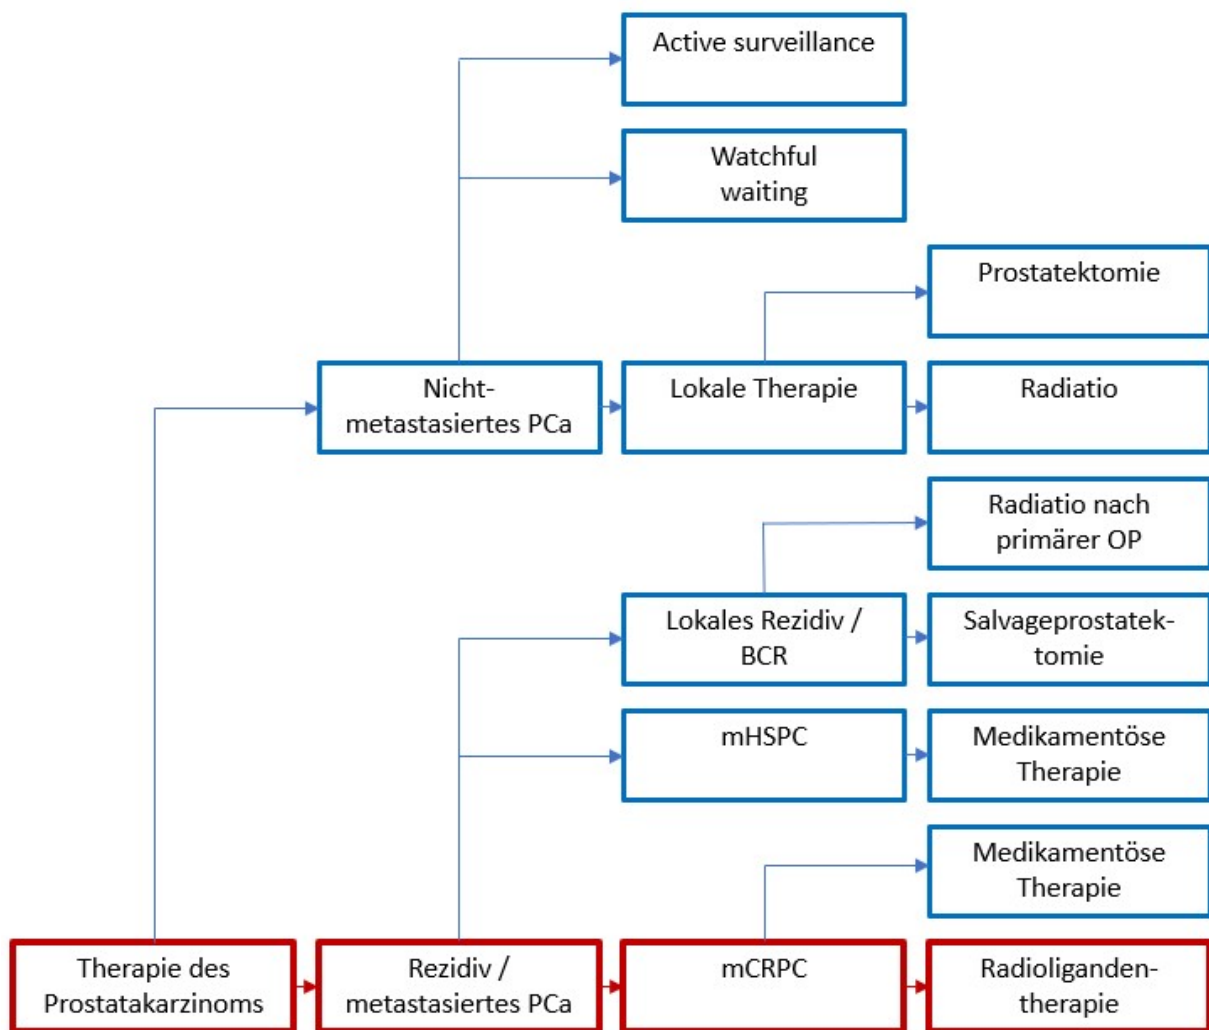 Active surveillance
Watchful
waiting
Prostatektomie
Nicht-
metastasiertes PCa
Lokale Therapie
Radiatio
Radiatio nach
primärer OP
Lokales Rezidiv /
BCR
Salvageprostatek-
tomie
mHSPC
Medikamentöse
Therapie
Medikamentöse
Therapie
Therapie des
Prostatakarzinoms
Rezidiv /
metastasiertes PCa
mCRPC
Radioliganden-
therapie